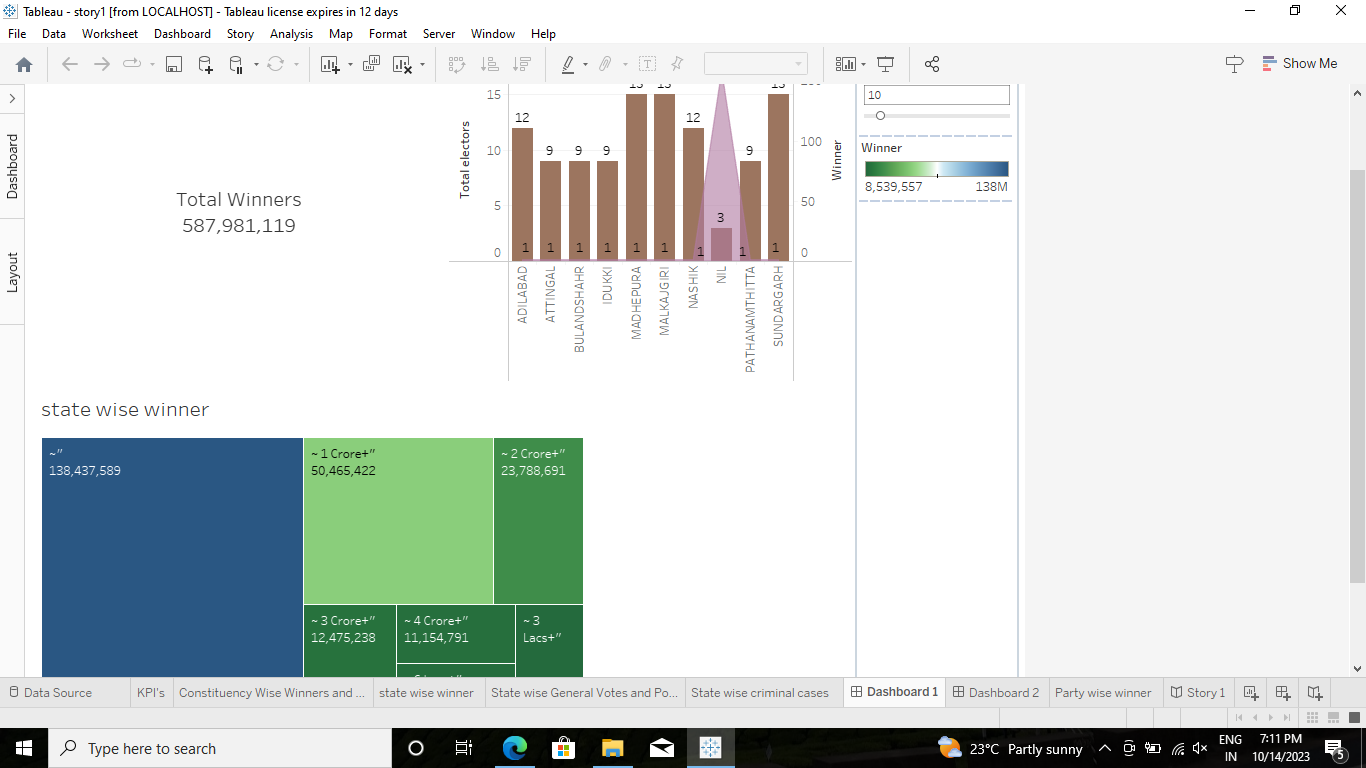 Tableau - story1 [from LOCALHOST] - Tableau license expires in 12 days
File Data Worksheet Dashboard Story Analysis Map Format Server Window Help
Show Me
Dashboard
Layout
Total Winners
587,981,119
Total electors
15
10
5
0
12
9
9
9
12
3
9
1
1
1
1
1
1
1
1
1
100
50
0
Winner
ADILABAD
ATTINGAL
BULANDSHAHR
IDUKKI
MADHEPURA
MALKAJGIRI
NASHIK
NIL
PATHANAMTHITTA
SUNDARGARH
10
Winner
8,539,557 138M
state wise winner
~”
138,437,589
~ 1 Crore+”
50,465,422
~ 2 Crore+”
23,788,691
~ 3 Crore+”
12,475,238
~ 4 Crore+”
11,154,791
~ 3
Lacs+”
Data Source KPI's Constituency Wise Winners and ... state wise winner State wise General Votes and Po... State wise criminal cases Dashboard 1 Dashboard 2 Party wise winner Story 1
Type here to search
23°C Partly sunny
ENG
IN
7:11 PM
10/14/2023
5